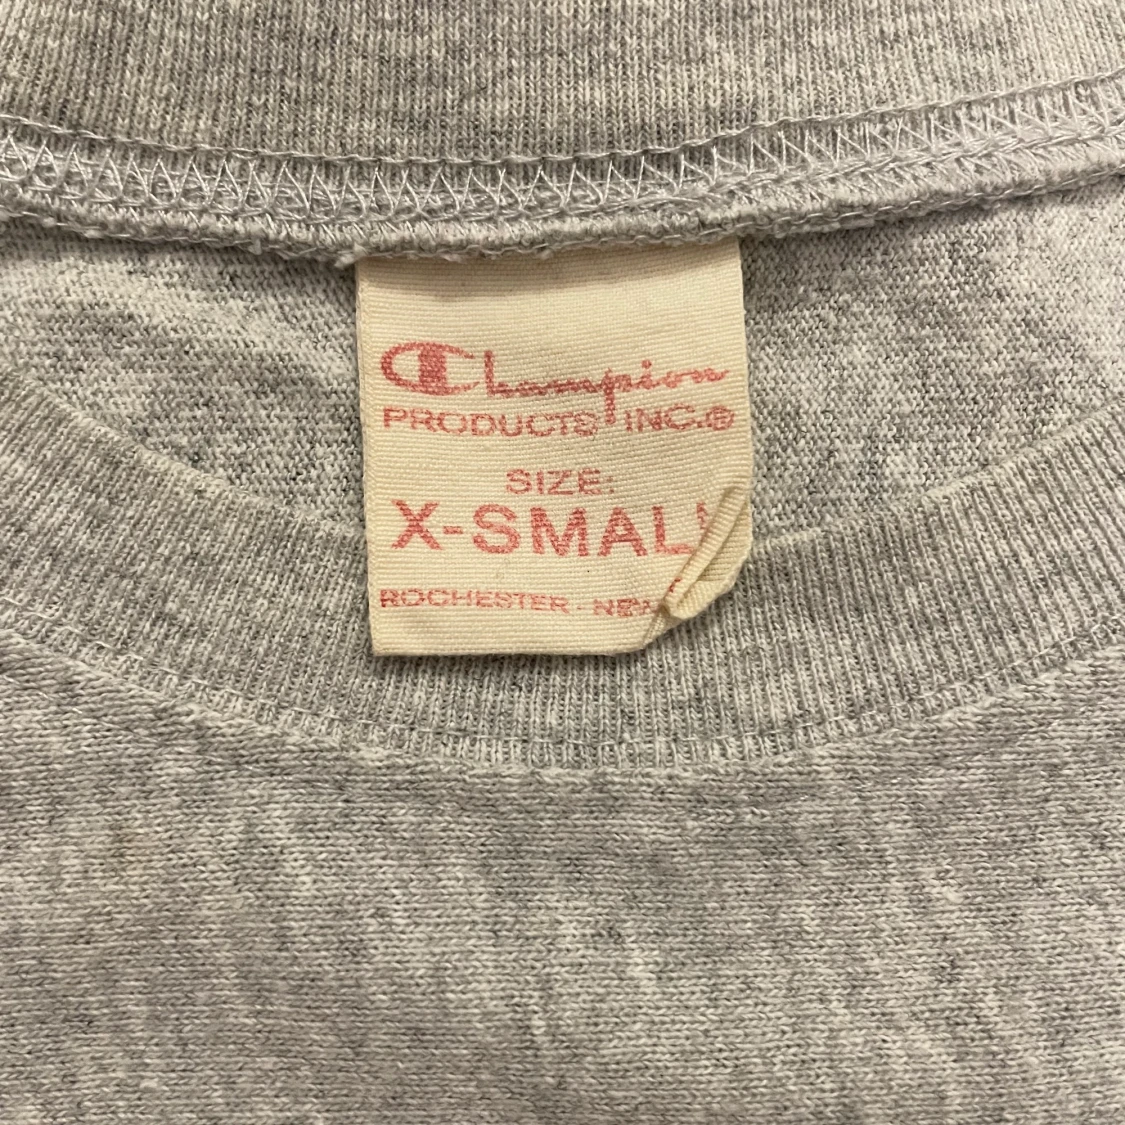 Champion
PRODUCTS INC.®
SIZE:
X-SMALL
ROCHESTER - NEW